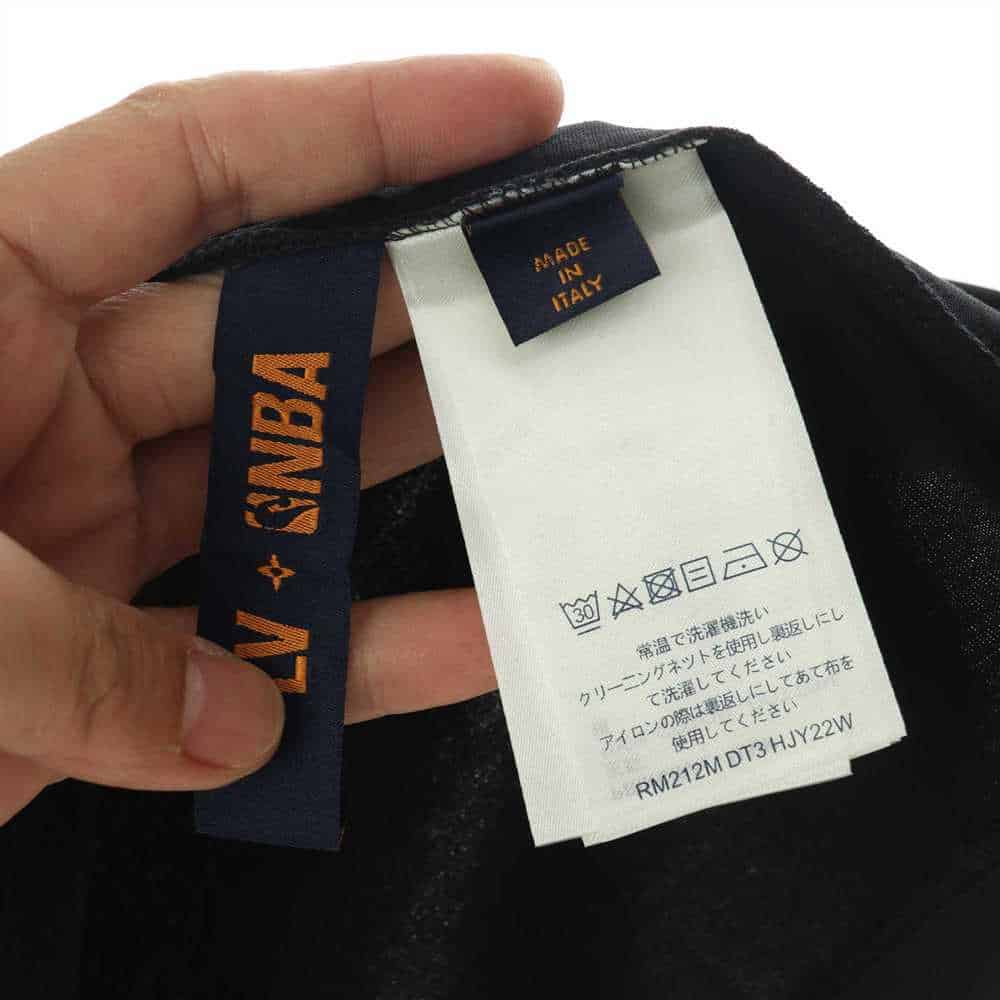 MADE
IN
ITALY
LV + NBA
30
常温で洗濯機洗い
クリーニングネットを使用し裏返しにし
て洗濯してください
アイロンの際は裏返しにしてあて布を
使用してください
RM212M DT3 HJY22W